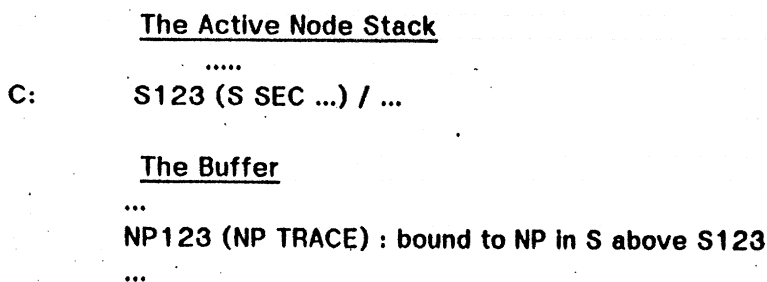 The Active Node Stack
.....
C: S123 (S SEC ...) / ...
The Buffer
...
NP123 (NP TRACE) : bound to NP in S above S123
...